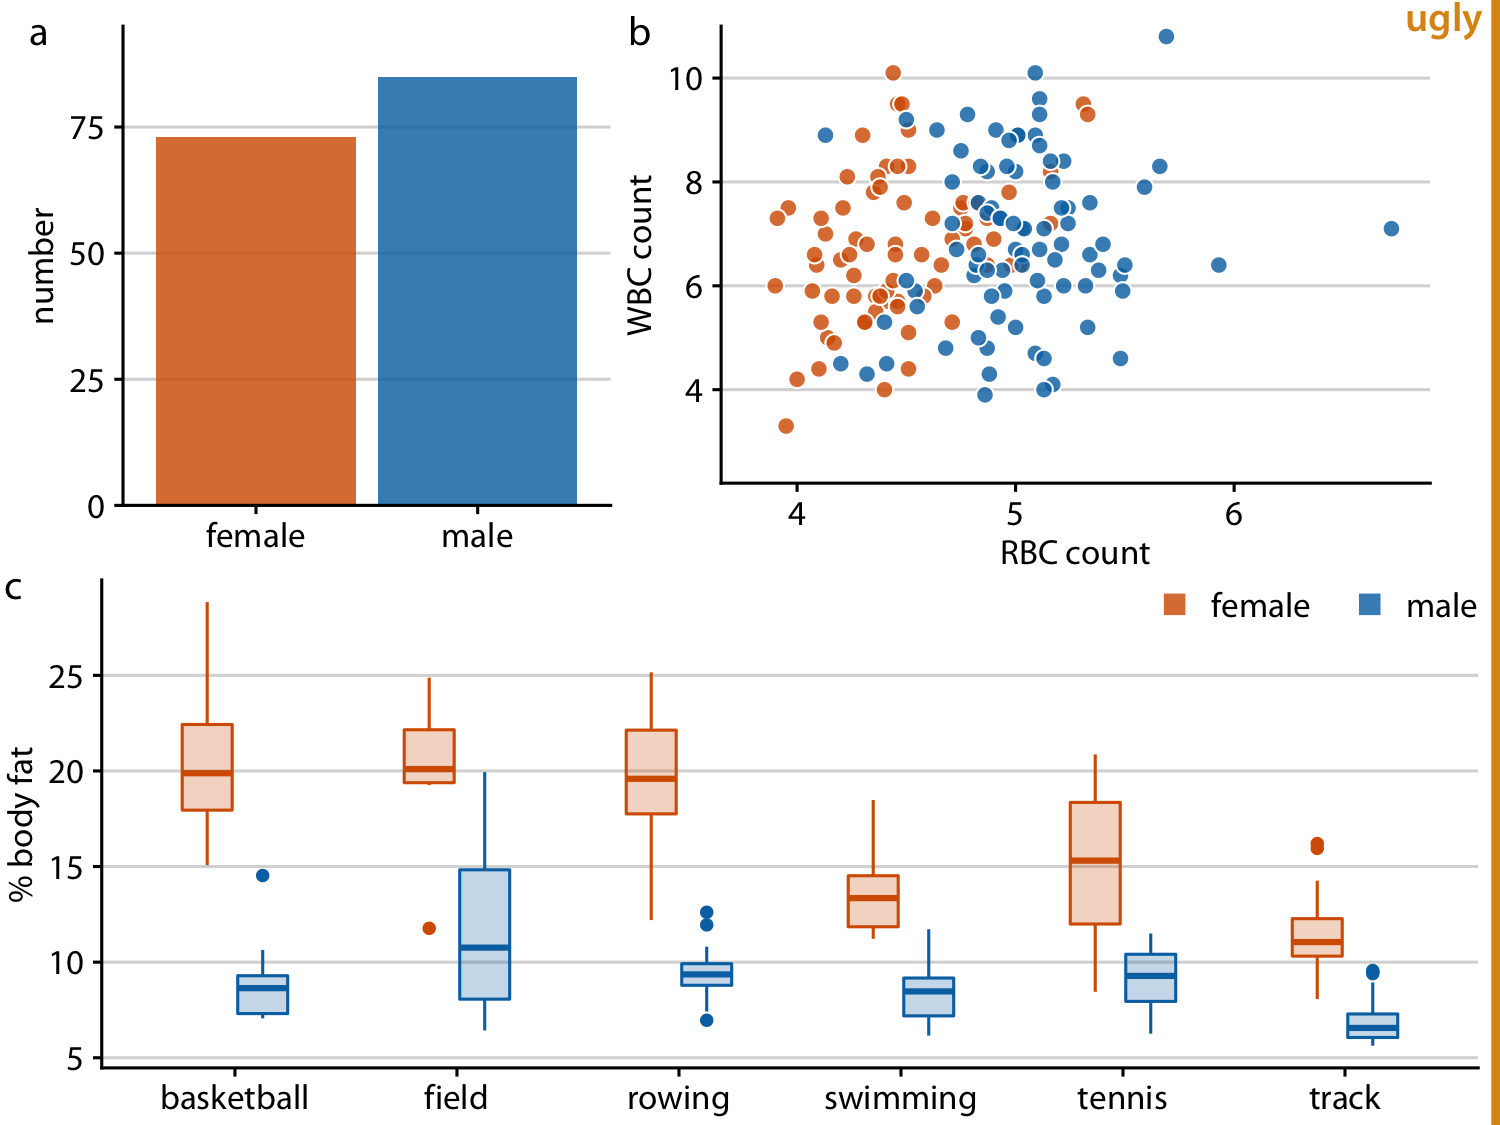 ugly
a
number
75
50
25
0
female male
b
WBC count
10
8
6
4
4 5 6
RBC count
c
female male
% body fat
25
20
15
10
5
basketball field rowing swimming tennis track